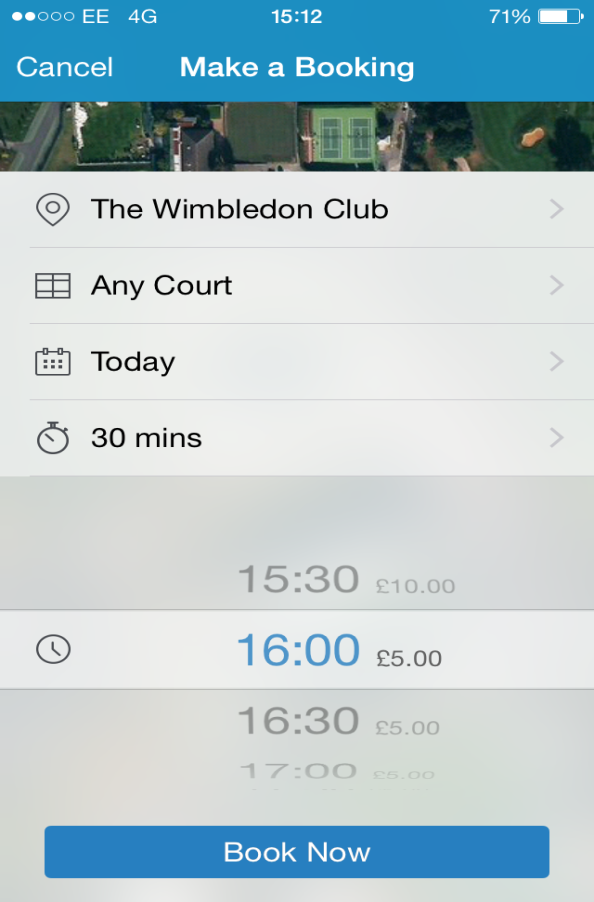 EE 4G 15:12 71%
Cancel Make a Booking
The Wimbledon Club
Any Court
Today
30 mins
15:30 £10.00
16:00 £5.00
16:30 £5.00
17:00 £5.00
Book Now